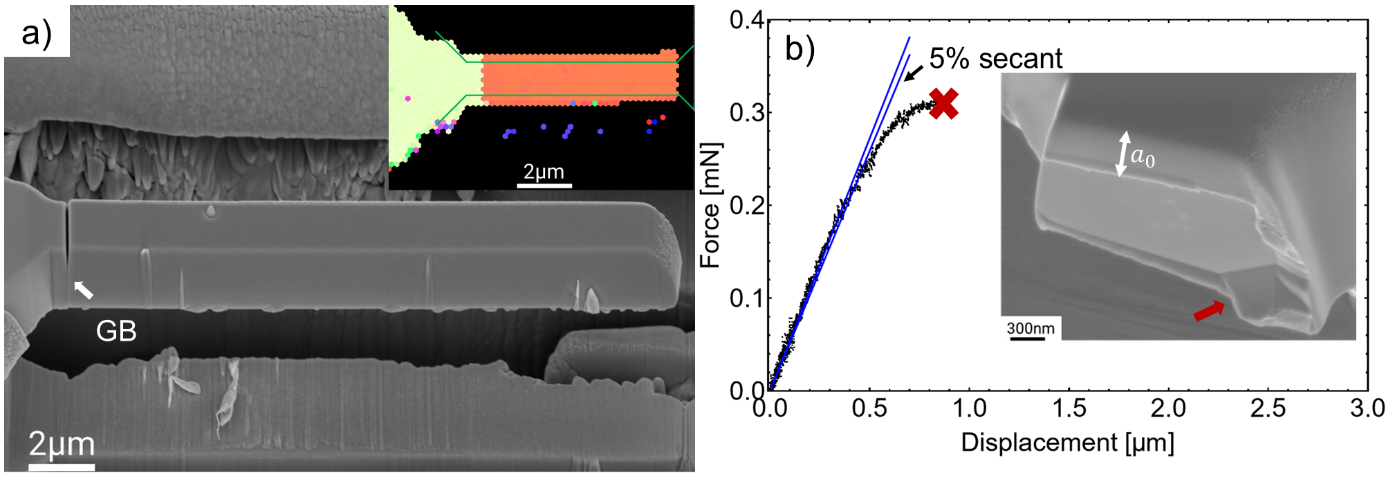 a)
2μm
GB
2μm
b)
5% secant
a0
300nm
Force [mN]
0.4
0.3
0.2
0.1
0.0
0.0 0.5 1.0 1.5 2.0 2.5 3.0
Displacement [μm]